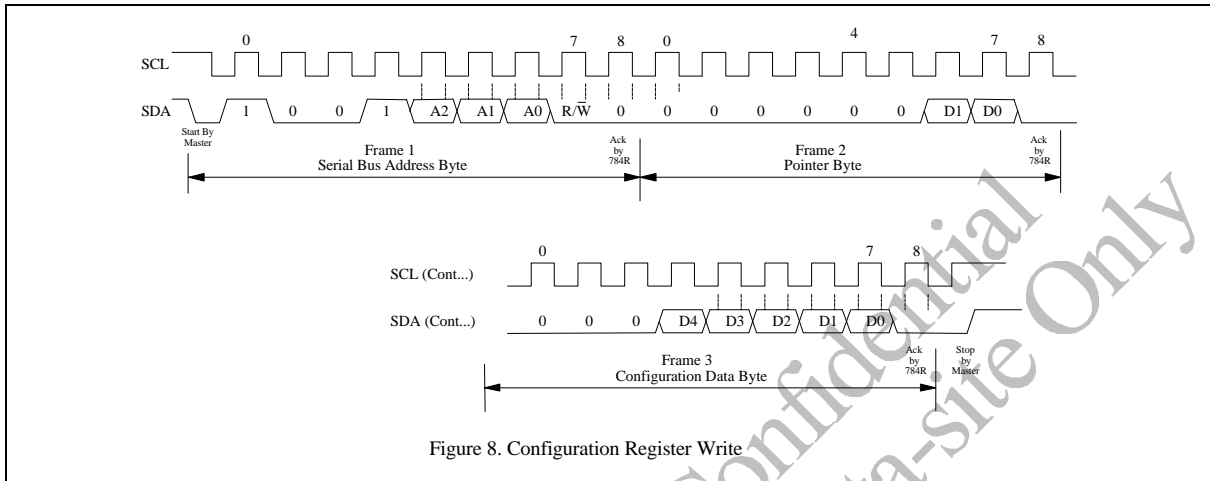 0 7 8 0 4 7 8
SCL
SDA 1 0 0 1 A2 A1 A0 R/W̅ 0 0 0 0 0 0 0 D1 D0
Start By
Master
Frame 1
Serial Bus Address Byte
Ack
by
784R
Frame 2
Pointer Byte
Ack
by
784R
0 7 8
SCL (Cont...)
SDA (Cont...) 0 0 0 D4 D3 D2 D1 D0
Frame 3
Configuration Data Byte
Ack
by
784R
Stop
by
Master
Figure 8. Configuration Register Write
Confidential
ta-site Only